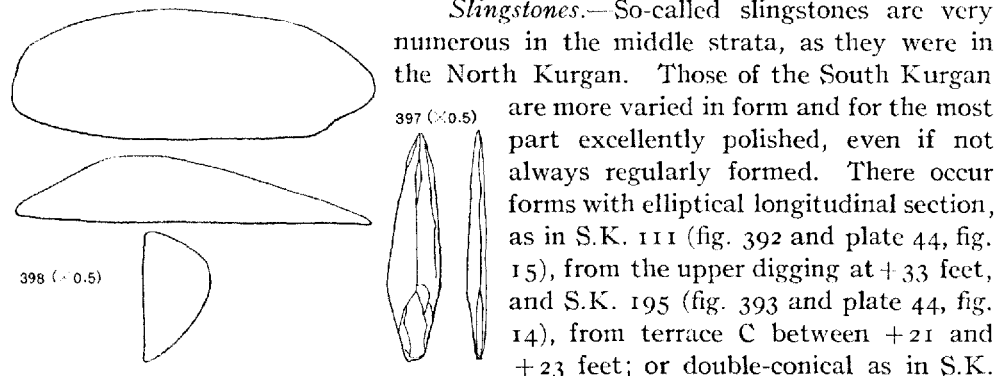 Slingstones.—So-called slingstones are very
numerous in the middle strata, as they were in
the North Kurgan. Those of the South Kurgan
are more varied in form and for the most
part excellently polished, even if not
always regularly formed. There occur
forms with elliptical longitudinal section,
as in S.K. 111 (fig. 392 and plate 44, fig.
15), from the upper digging at +33 feet,
and S.K. 195 (fig. 393 and plate 44, fig.
14), from terrace C between +21 and
+23 feet; or double-conical as in S.K.
397 (×0.5)
398 (×0.5)